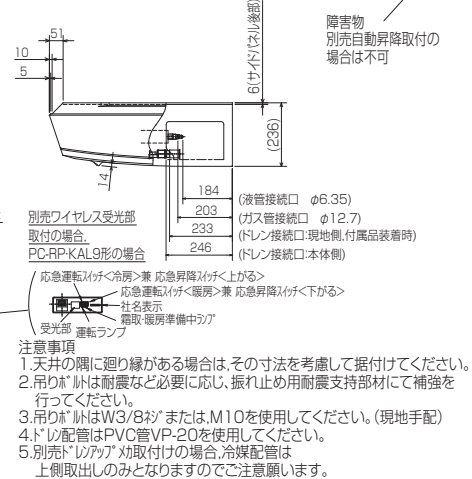 障害物
別売自動昇降取付の
場合は不可
6(サイドパネル後部)
51
10
5
(236)
14
184 (液管接続口 φ6.35)
203 (ガス管接続口 φ12.7)
233 (ドレン接続口:現地側,付属品装着時)
246 (ドレン接続口:本体側)
別売ワイヤレス受光部
取付の場合,
PC-RP-KAL9形の場合
応急運転スイッチ<冷房>兼 応急昇降スイッチ<上がる>
応急運転スイッチ<暖房>兼 応急昇降スイッチ<下がる>
社名表示
霜取・暖房準備中ランプ
受光部 運転ランプ
注意事項
1.天井の隅に廻り縁がある場合は,その寸法を考慮して据付けてください。
2.吊りボルトは耐震など必要に応じ、振れ止め用耐震支持部材にて補強を
行ってください。
3.吊りボルトはW3/8ネジまたは,M10を使用してください。(現地手配)
4.ドレン配管はPVC管VP-20を使用してください。
5.別売ドレンアップメカ取付けの場合,冷媒配管は
上側取出しのみとなりますのでご注意願います。